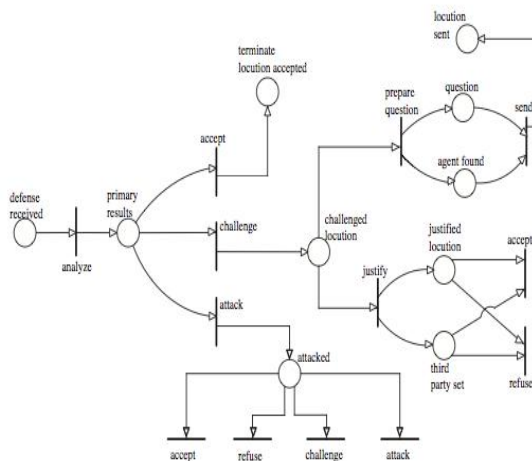 locution
sent
terminate
locution accepted
prepare
question
question
send
accept
agent found
defense
received
primary
results
challenge
challenged
locution
justified
locution
accept
analyze
justify
attack
third
party set
refuse
attacked
accept
refuse
challenge
attack